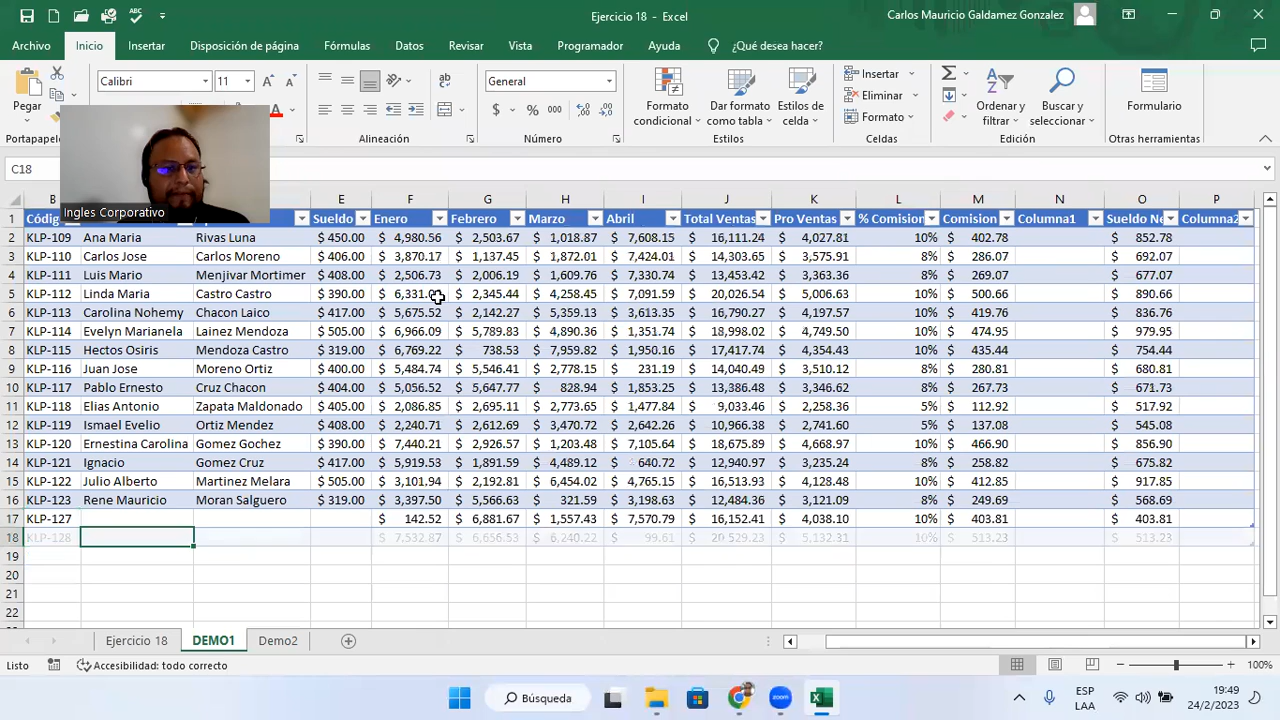 Ejercicio 18 - Excel
Carlos Mauricio Galdamez Gonzalez
Archivo Inicio Insertar Disposición de página Fórmulas Datos Revisar Vista Programador Ayuda ¿Qué desea hacer?
Pegar
Calibri 11
General
$ % 000
Formato condicional
Dar formato como tabla
Estilos de celda
Insertar
Eliminar
Formato
Ordenar y filtrar
Buscar y seleccionar
Formulario
Portapapeles
Alineación Número Estilos Celdas Edición Otras herramientas
Ingles Corporativo
C18
B E F G H I J K L M N O P
1 Código Sueldo Enero Febrero Marzo Abril Total Ventas Pro Ventas % Comision Comision Columna1 Sueldo Ne Columna2
2 KLP-109 Ana Maria Rivas Luna $ 450.00 $ 4,980.56 $ 2,503.67 $ 1,018.87 $ 7,608.15 $ 16,111.24 $ 4,027.81 10% $ 402.78 $ 852.78
3 KLP-110 Carlos Jose Carlos Moreno $ 406.00 $ 3,870.17 $ 1,137.45 $ 1,872.01 $ 7,424.01 $ 14,303.65 $ 3,575.91 8% $ 286.07 $ 692.07
4 KLP-111 Luis Mario Menjivar Mortimer $ 408.00 $ 2,506.73 $ 2,006.19 $ 1,609.76 $ 7,330.74 $ 13,453.42 $ 3,363.36 8% $ 269.07 $ 677.07
5 KLP-112 Linda Maria Castro Castro $ 390.00 $ $ 2,345.44 $ 4,258.45 $ 7,091.59 $ 20,026.54 $ 5,006.63 10% $ 500.66 $ 890.66
6 KLP-113 Carolina Nohemy Chacon Laico $ 417.00 $ 5,675.52 $ 2,142.27 $ 5,359.13 $ 3,613.35 $ 16,790.27 $ 4,197.57 10% $ 419.76 $ 836.76
7 KLP-114 Evelyn Marianela Lainez Mendoza $ 505.00 $ 6,966.09 $ 5,789.83 $ 4,890.36 $ 1,351.74 $ 18,998.02 $ 4,749.50 10% $ 474.95 $ 979.95
8 KLP-115 Hectos Osiris Mendoza Castro $ 319.00 $ 6,769.22 $ 738.53 $ 7,959.82 $ 1,950.16 $ 17,417.74 $ 4,354.43 10% $ 435.44 $ 754.44
9 KLP-116 Juan Jose Moreno Ortiz $ 400.00 $ 5,484.74 $ 5,546.41 $ 2,778.15 $ 231.19 $ 14,040.49 $ 3,510.12 8% $ 280.81 $ 680.81
10 KLP-117 Pablo Ernesto Cruz Chacon $ 404.00 $ 5,056.52 $ 5,647.77 $ 828.94 $ 1,853.25 $ 13,386.48 $ 3,346.62 8% $ 267.73 $ 671.73
11 KLP-118 Elias Antonio Zapata Maldonado $ 405.00 $ 2,086.85 $ 2,695.11 $ 2,773.65 $ 1,477.84 $ 9,033.46 $ 2,258.36 5% $ 112.92 $ 517.92
12 KLP-119 Ismael Evelio Ortiz Mendez $ 408.00 $ 2,240.71 $ 2,612.69 $ 3,470.72 $ 2,642.26 $ 10,966.38 $ 2,741.60 5% $ 137.08 $ 545.08
13 KLP-120 Ernestina Carolina Gomez Gochez $ 390.00 $ 7,440.21 $ 2,926.57 $ 1,203.48 $ 7,105.64 $ 18,675.89 $ 4,668.97 10% $ 466.90 $ 856.90
14 KLP-121 Ignacio Gomez Cruz $ 417.00 $ 5,919.53 $ 1,891.59 $ 4,489.12 $ 640.72 $ 12,940.97 $ 3,235.24 8% $ 258.82 $ 675.82
15 KLP-122 Julio Alberto Martinez Melara $ 505.00 $ 3,101.94 $ 2,192.81 $ 6,454.02 $ 4,765.15 $ 16,513.93 $ 4,128.48 10% $ 412.85 $ 917.85
16 KLP-123 Rene Mauricio Moran Salguero $ 319.00 $ 3,397.50 $ 5,566.63 $ 321.59 $ 3,198.63 $ 12,484.36 $ 3,121.09 8% $ 249.69 $ 568.69
17 KLP-127 $ 142.52 $ 6,881.67 $ 1,557.43 $ 7,570.79 $ 16,152.41 $ 4,038.10 10% $ 403.81 $ 403.81
18 KLP-128 $ 7,532.87 $ 6,656.53 $ 6,240.22 $ 99.61 $ 20,529.23 $ 5,132.31 10% $ 513.23 $ 513.23
19
20
21
22
Ejercicio 18 DEMO1 Demo2
Listo Accesibilidad: todo correcto 100%
Búsqueda
ESP
LAA
19:49
24/2/2023